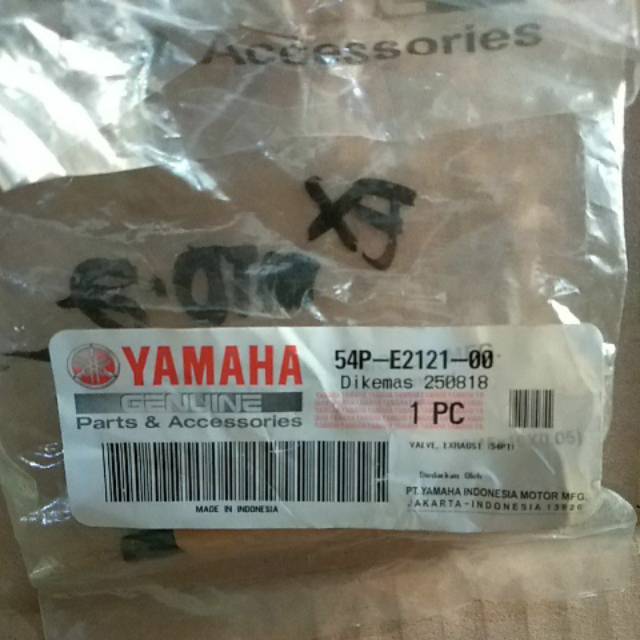 Accessories
YAMAHA
54P-E2121-00
Dikemas 250818
GENUINE
1 PC
Parts & Accessories
VALVE, EXHAUST (54P1)
Diedarkan Oleh
PT. YAMAHA INDONESIA MOTOR MFG.
JAKARTA-INDONESIA 13920
MADE IN INDONESIA